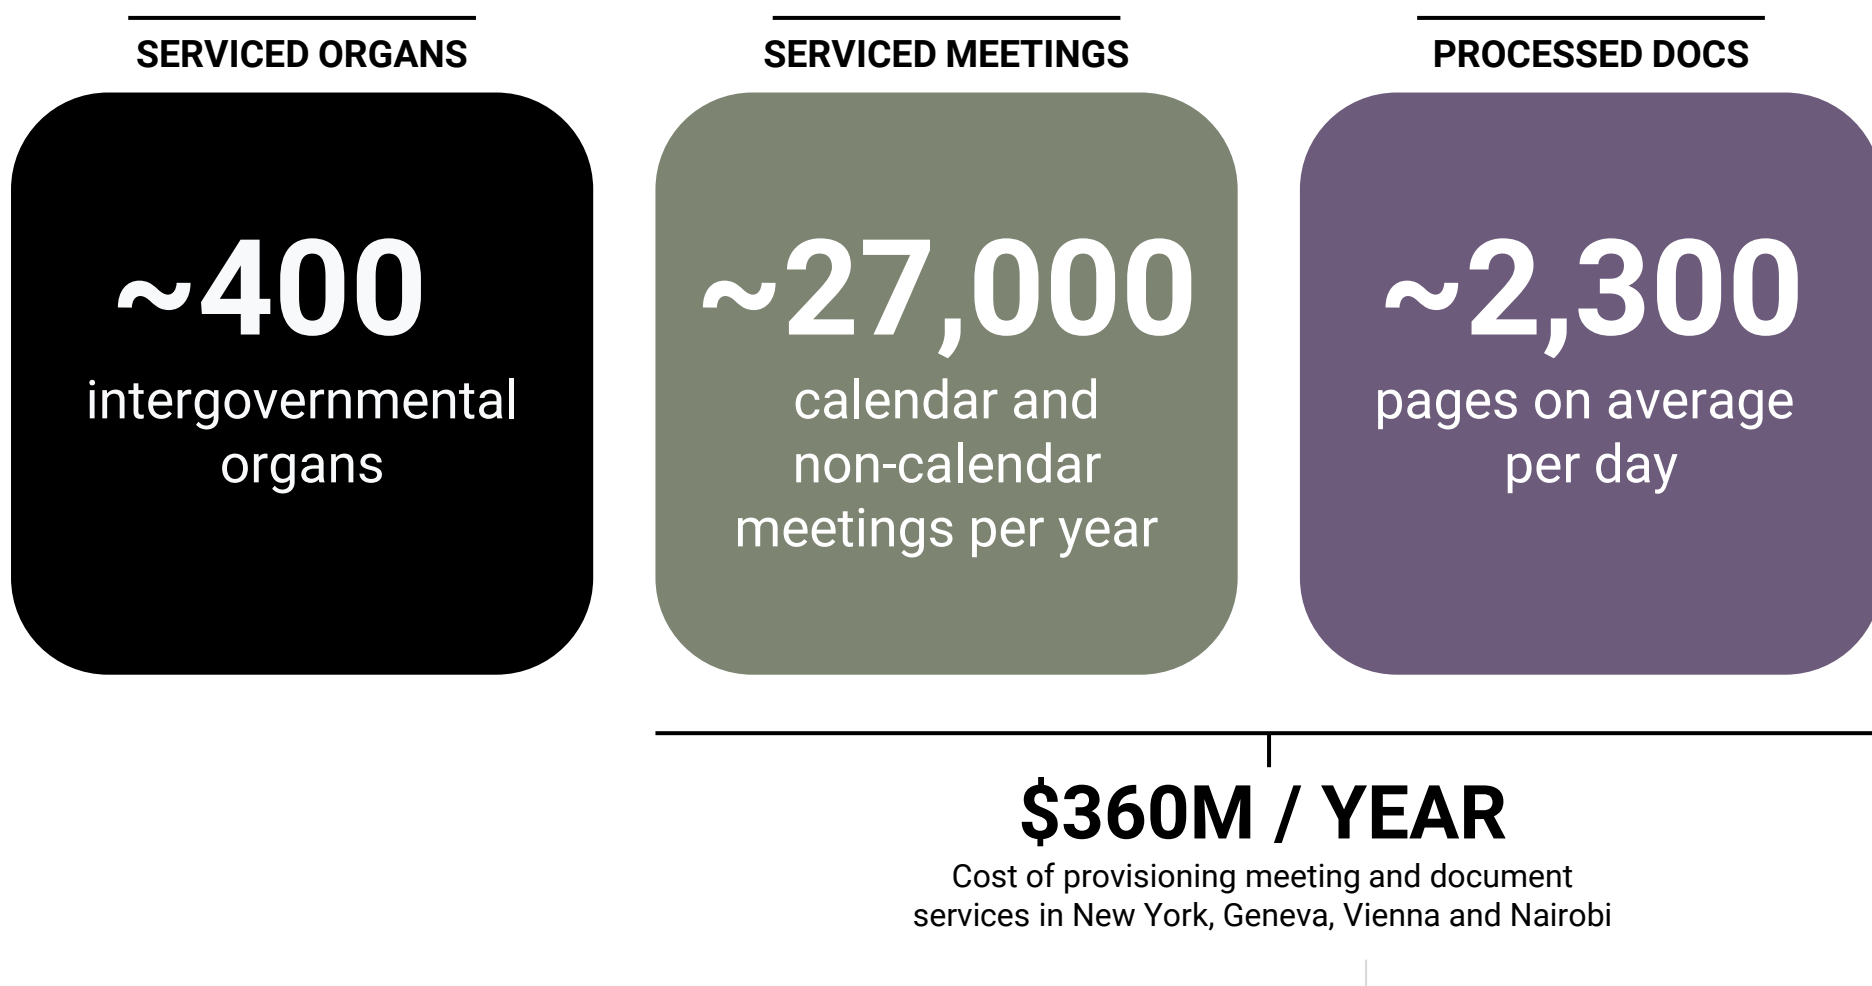 SERVICED ORGANS
~400
intergovernmental
organs
SERVICED MEETINGS
~27,000
calendar and
non-calendar
meetings per year
PROCESSED DOCS
~2,300
pages on average
per day
$360M / YEAR
Cost of provisioning meeting and document
services in New York, Geneva, Vienna and Nairobi